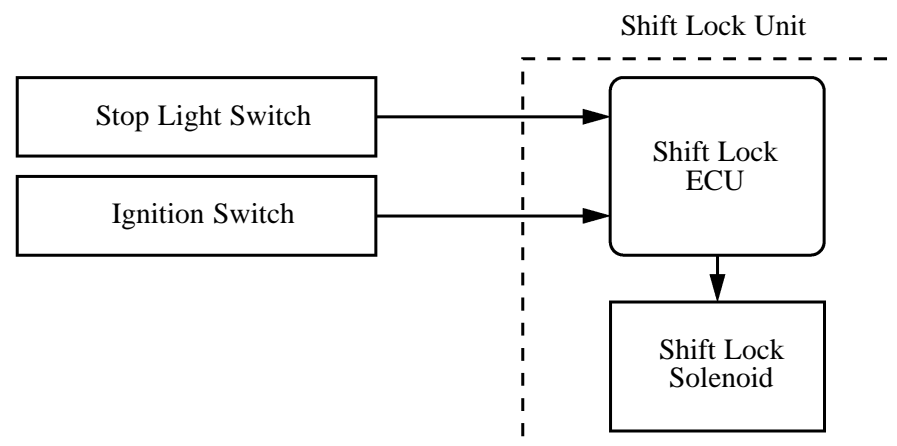 Shift Lock Unit
Stop Light Switch
Ignition Switch
Shift Lock
ECU
Shift Lock
Solenoid